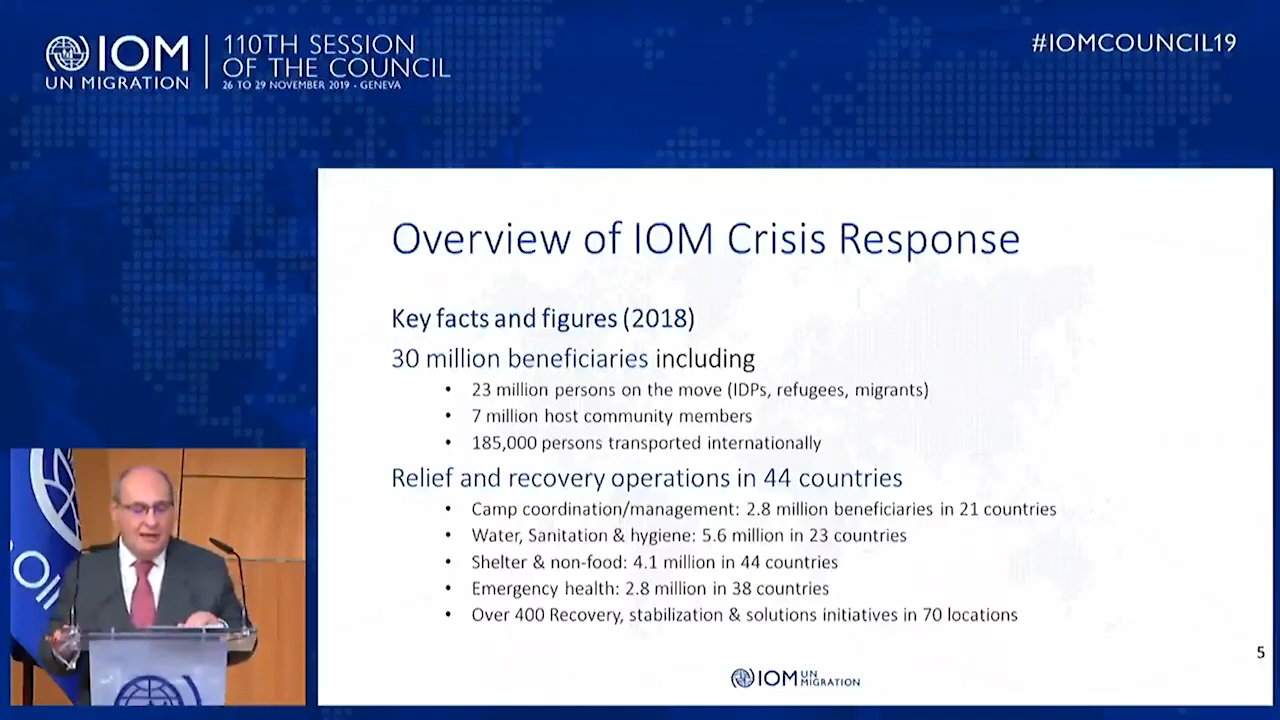 IOM
UN MIGRATION
110TH SESSION
OF THE COUNCIL
26 TO 29 NOVEMBER 2019 - GENEVA
#IOMCOUNCIL19
Overview of IOM Crisis Response
Key facts and figures (2018)
30 million beneficiaries including
• 23 million persons on the move (IDPs, refugees, migrants)
• 7 million host community members
• 185,000 persons transported internationally
Relief and recovery operations in 44 countries
• Camp coordination/management: 2.8 million beneficiaries in 21 countries
• Water, Sanitation & hygiene: 5.6 million in 23 countries
• Shelter & non-food: 4.1 million in 44 countries
• Emergency health: 2.8 million in 38 countries
• Over 400 Recovery, stabilization & solutions initiatives in 70 locations
5
IOM UN MIGRATION